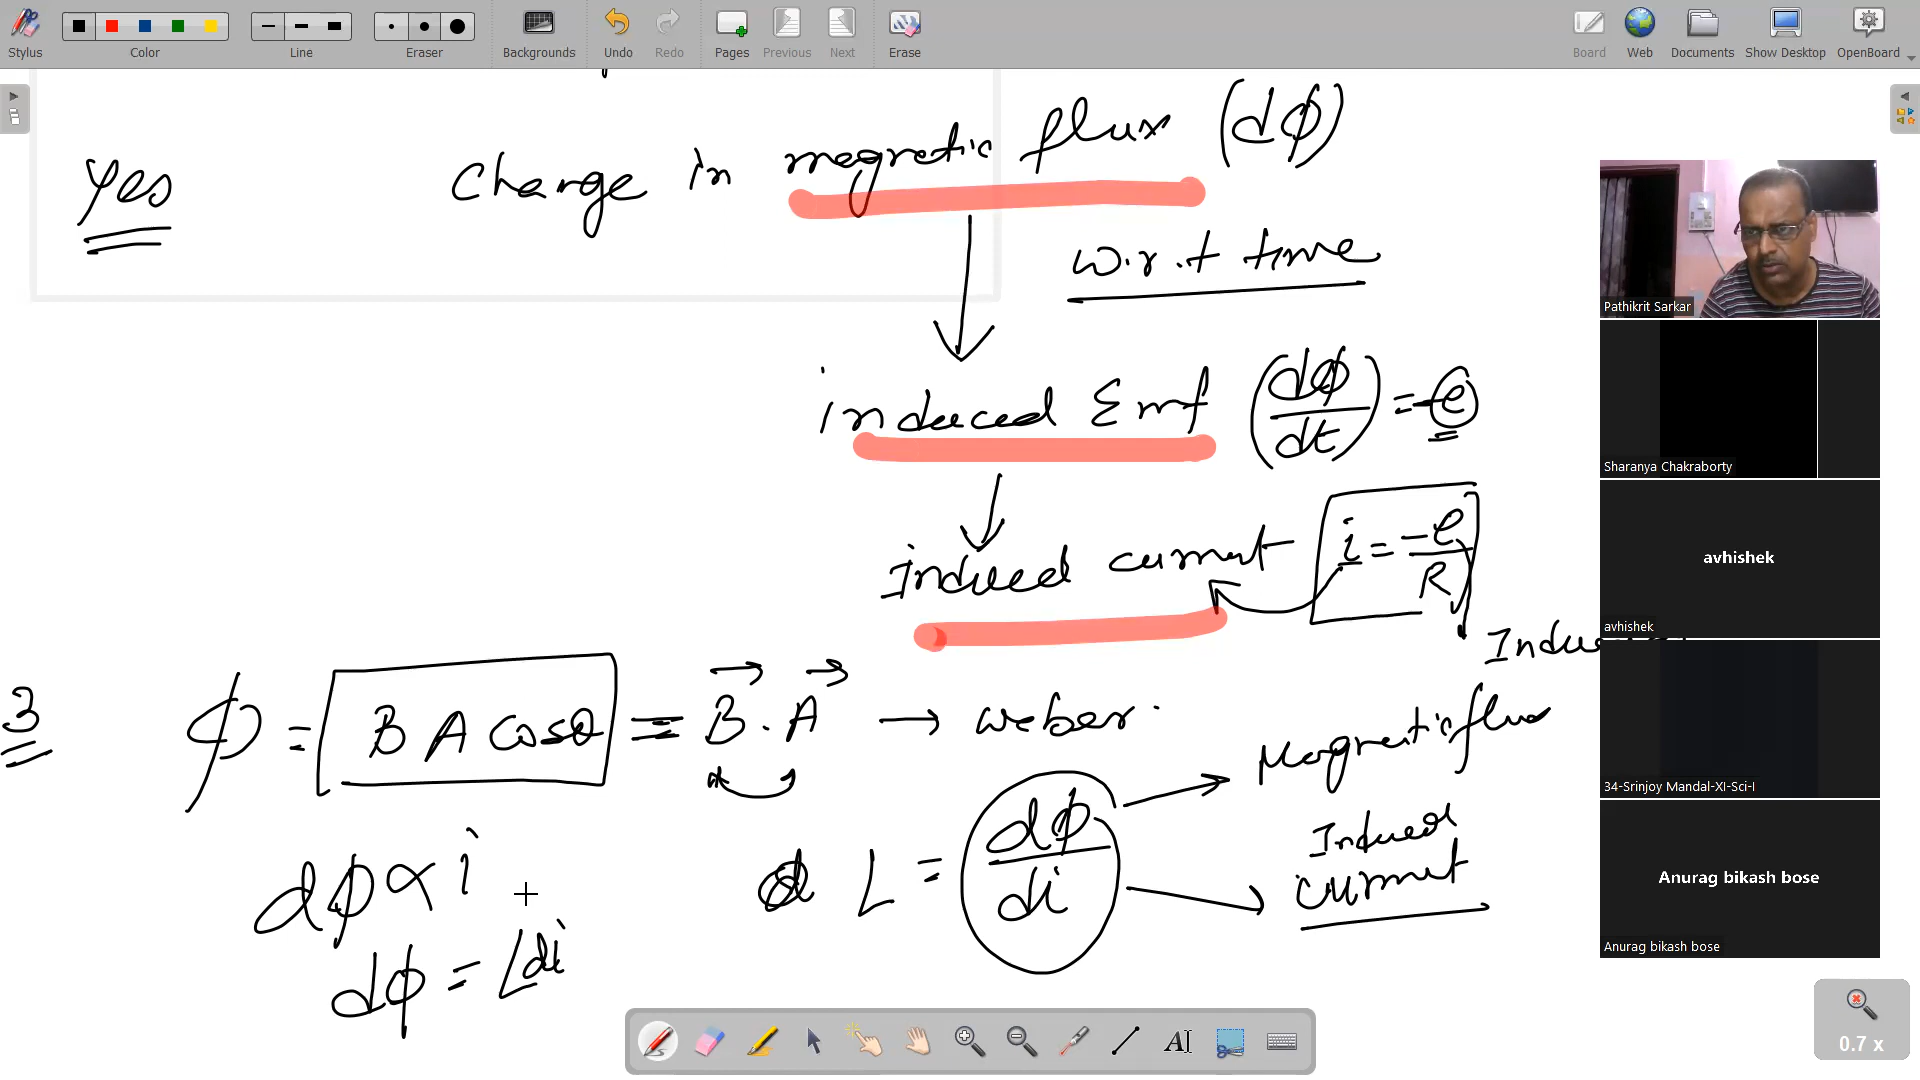 Stylus Color Line Eraser Backgrounds Undo Redo Pages Previous Next Erase Board Web Documents Show Desktop OpenBoard
Yes
Change in magnetic flux (dϕ)
w.r.t time
induced Emf (dϕ/dt) = -e
Induced current i = -e/R
3
ϕ = B A cosθ = B⃗ . A⃗ → weber.
dϕ ∝ i
dϕ = Ldi
L = dϕ/di
Magnetic flux
Induced
current
Pathikrit Sarkar
Sharanya Chakraborty
avhishek
avhishek
34-Srinjoy Mandal-XI-Sci-I
Anurag bikash bose
Anurag bikash bose
AI
0.7 x